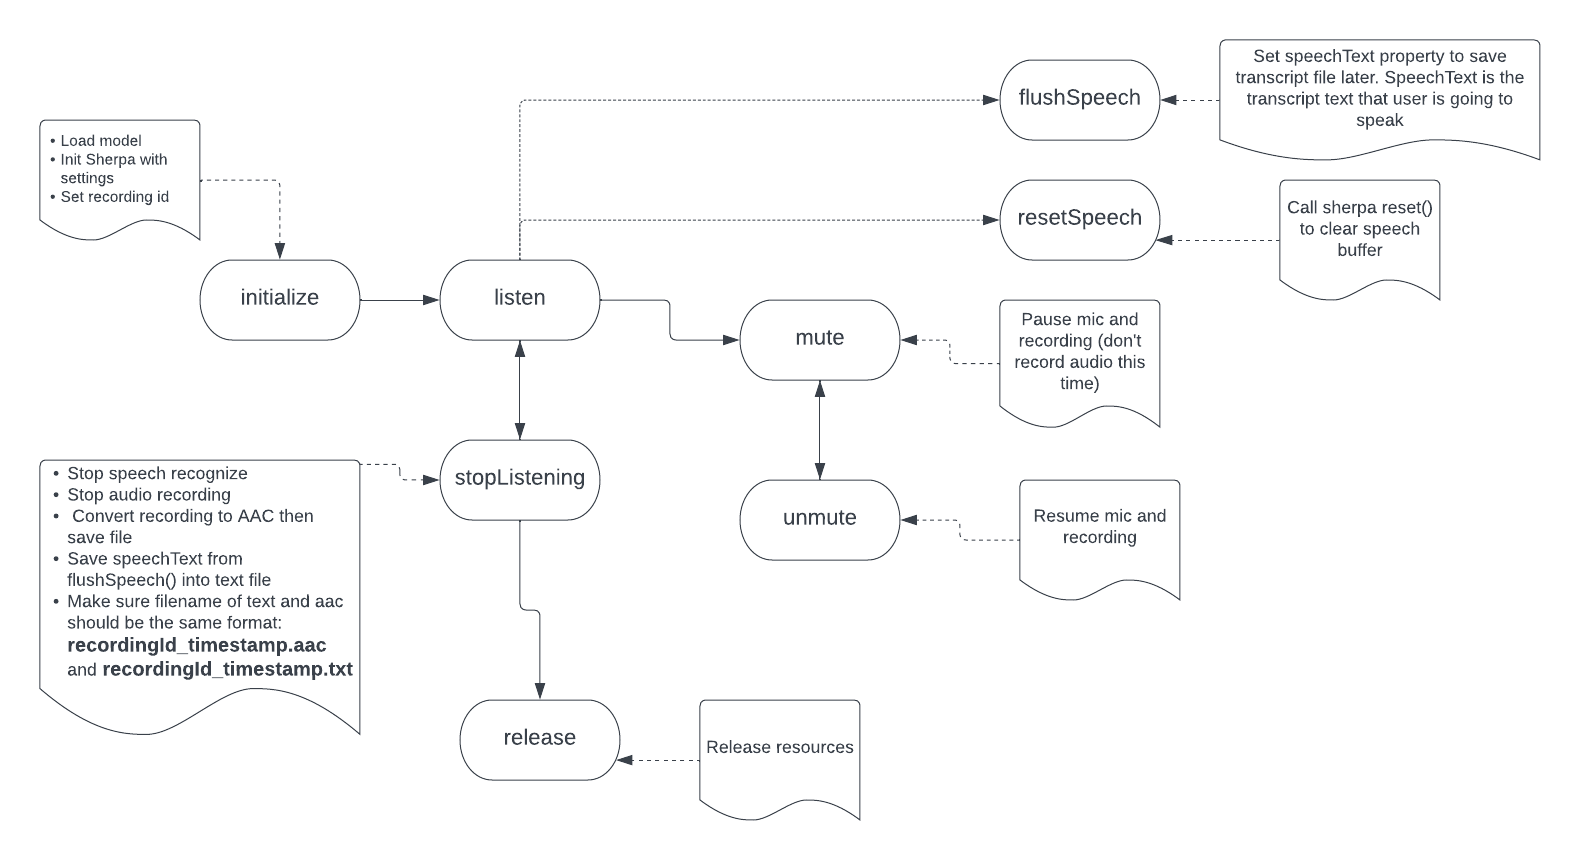 flushSpeech
Set speechText property to save
transcript file later. SpeechText is the
transcript text that user is going to
speak
• Load model
• Init Sherpa with
settings
• Set recording id
resetSpeech
Call sherpa reset()
to clear speech
buffer
initialize
listen
mute
Pause mic and
recording (don't
record audio this
time)
• Stop speech recognize
• Stop audio recording
• Convert recording to AAC then
save file
• Save speechText from
flushSpeech() into text file
• Make sure filename of text and aac
should be the same format:
recordingId_timestamp.aac
and recordingId_timestamp.txt
stopListening
unmute
Resume mic and
recording
release
Release resources